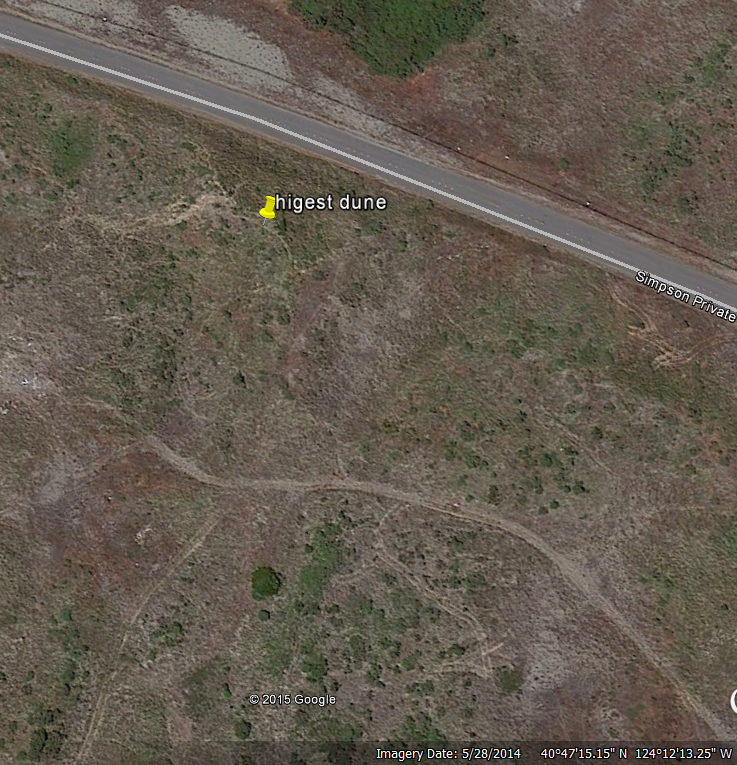 higest dune
Simpson Private
© 2015 Google
Imagery Date: 5/28/2014 40°47'15.15" N 124°12'13.25" W